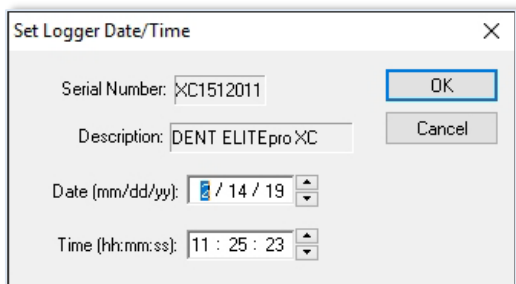 Set Logger Date/Time
Serial Number: XC1512011
OK
Description: DENT ELITEpro XC
Cancel
Date (mm/dd/yy): 2 / 14 / 19
Time (hh:mm:ss): 11 : 25 : 23